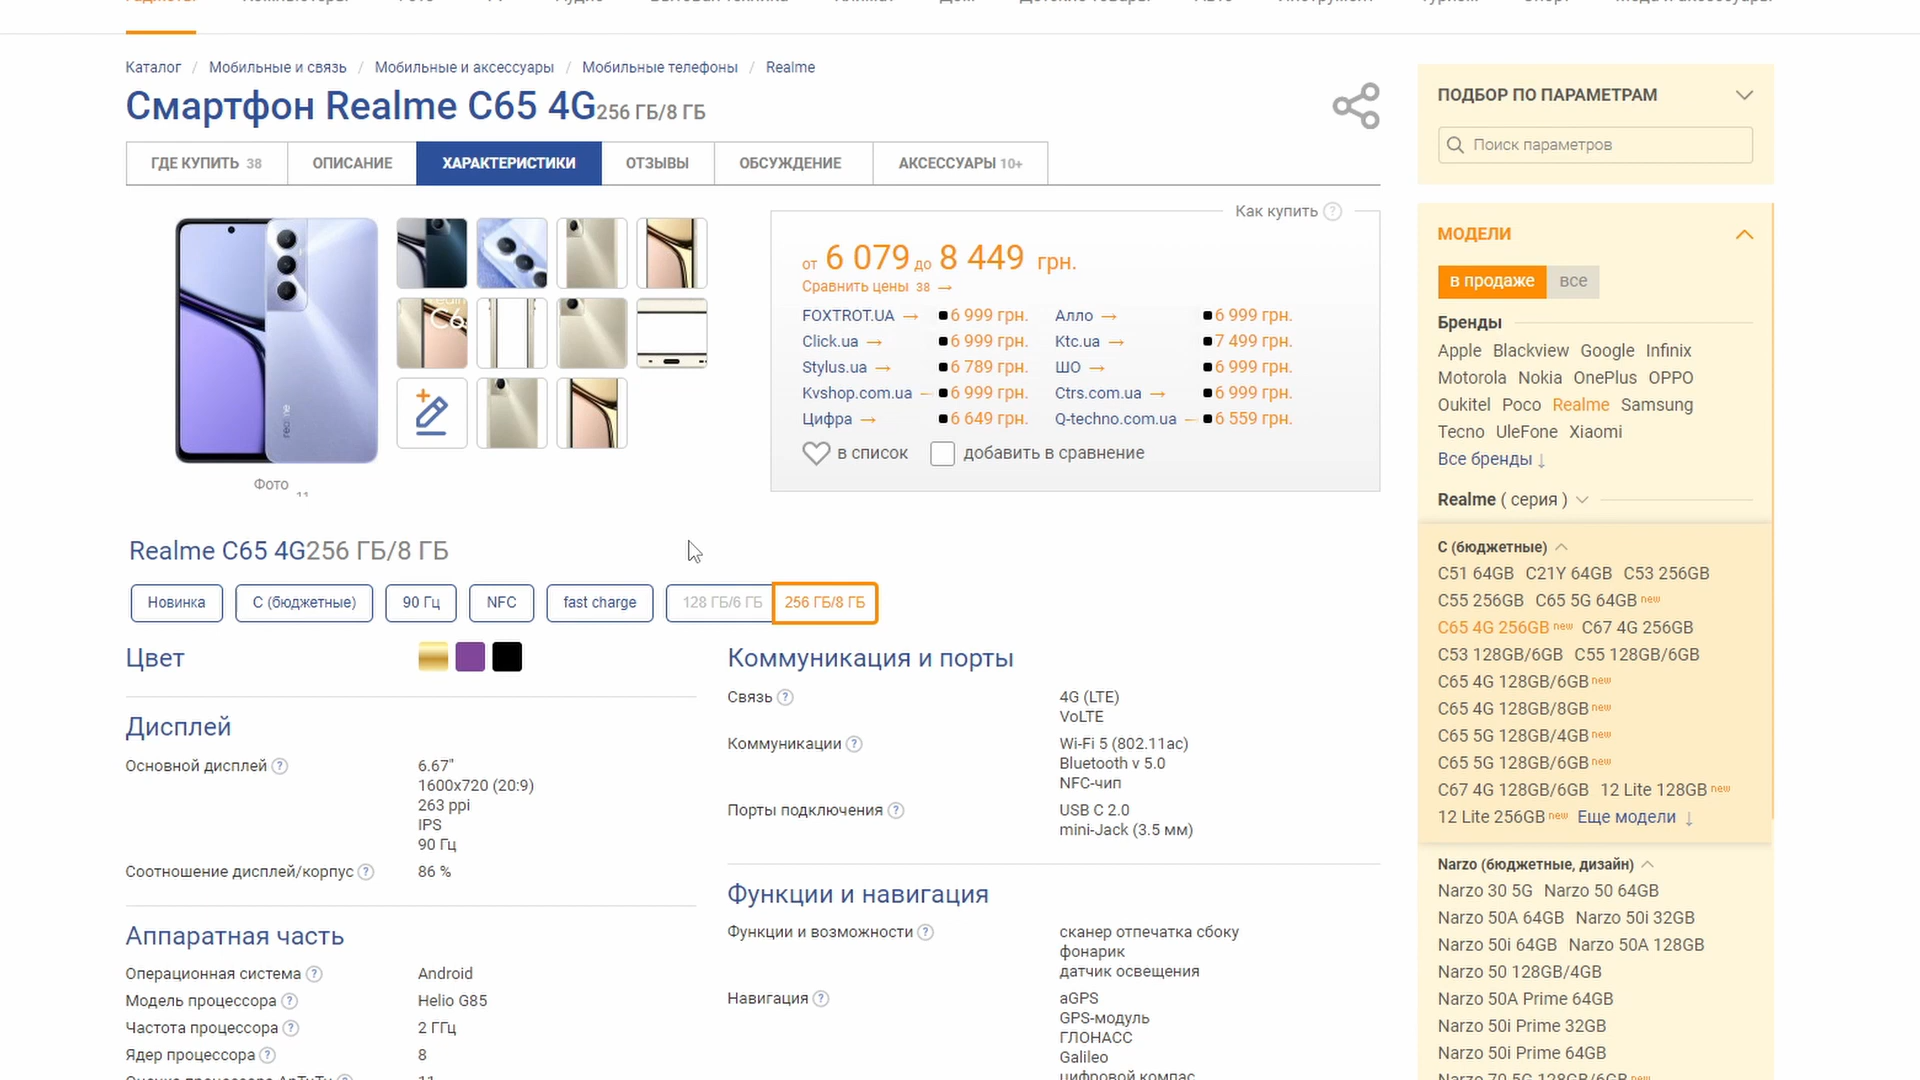 Каталог / Мобильные и связь / Мобильные и аксессуары / Мобильные телефоны / Realme
Смартфон Realme C65 4G 256 ГБ/8 ГБ
ГДЕ КУПИТЬ 38 ОПИСАНИЕ ХАРАКТЕРИСТИКИ ОТЗЫВЫ ОБСУЖДЕНИЕ АКСЕССУАРЫ 10+
Фото 11
Как купить ?
от 6 079 до 8 449 грн.
Сравнить цены 38 →
FOXTROT.UA → 6 999 грн. Алло → 6 999 грн.
Click.ua → 6 999 грн. Ktc.ua → 7 499 грн.
Stylus.ua → 6 789 грн. ШО → 6 999 грн.
Kvshop.com.ua → 6 999 грн. Ctrs.com.ua → 6 999 грн.
Цифра → 6 649 грн. Q-techno.com.ua → 6 559 грн.
в список добавить в сравнение
Realme C65 4G 256 ГБ/8 ГБ
Новинка C (бюджетные) 90 Гц NFC fast charge 128 ГБ/6 ГБ 256 ГБ/8 ГБ
Цвет
Дисплей
Основной дисплей ? 6.67"
1600x720 (20:9)
263 ppi
IPS
90 Гц
Соотношение дисплей/корпус ? 86 %
Аппаратная часть
Операционная система ? Android
Модель процессора ? Helio G85
Частота процессора ? 2 ГГц
Ядер процессора ? 8
Коммуникация и порты
Связь ? 4G (LTE)
VoLTE
Коммуникации ? Wi-Fi 5 (802.11ac)
Bluetooth v 5.0
NFC-чип
Порты подключения ? USB C 2.0
mini-Jack (3.5 мм)
Функции и навигация
Функции и возможности ? сканер отпечатка сбоку
фонарик
датчик освещения
Навигация ? aGPS
GPS-модуль
ГЛОНАСС
Galileo
цифровой компас
ПОДБОР ПО ПАРАМЕТРАМ
Поиск параметров
МОДЕЛИ
в продаже все
Бренды
Apple Blackview Google Infinix
Motorola Nokia OnePlus OPPO
Oukitel Poco Realme Samsung
Tecno UleFone Xiaomi
Все бренды ↓
Realme ( серия )
C (бюджетные)
C51 64GB C21Y 64GB C53 256GB
C55 256GB C65 5G 64GB new
C65 4G 256GB new C67 4G 256GB
C53 128GB/6GB C55 128GB/6GB
C65 4G 128GB/6GB new
C65 4G 128GB/8GB new
C65 5G 128GB/4GB new
C65 5G 128GB/6GB new
C67 4G 128GB/6GB 12 Lite 128GB new
12 Lite 256GB new Еще модели ↓
Narzo (бюджетные, дизайн)
Narzo 30 5G Narzo 50 64GB
Narzo 50A 64GB Narzo 50i 32GB
Narzo 50i 64GB Narzo 50A 128GB
Narzo 50 128GB/4GB
Narzo 50A Prime 64GB
Narzo 50i Prime 32GB
Narzo 50i Prime 64GB
Narzo 70 5G 128GB/6GB new